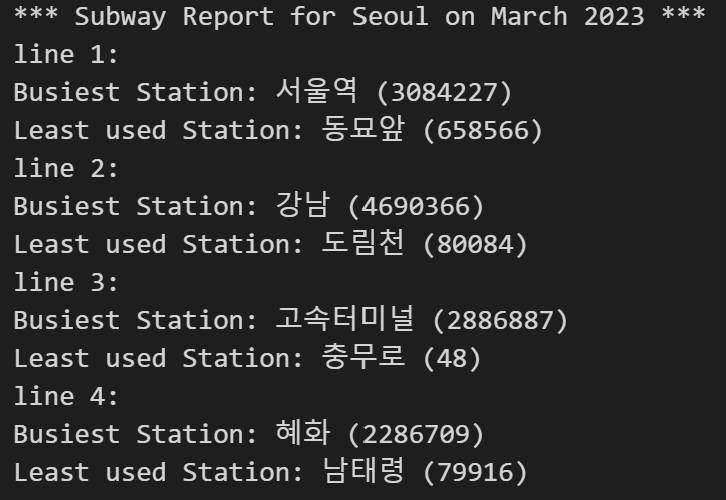 *** Subway Report for Seoul on March 2023 ***
line 1:
Busiest Station: 서울역 (3084227)
Least used Station: 동묘앞 (658566)
line 2:
Busiest Station: 강남 (4690366)
Least used Station: 도림천 (80084)
line 3:
Busiest Station: 고속터미널 (2886887)
Least used Station: 충무로 (48)
line 4:
Busiest Station: 혜화 (2286709)
Least used Station: 남태령 (79916)